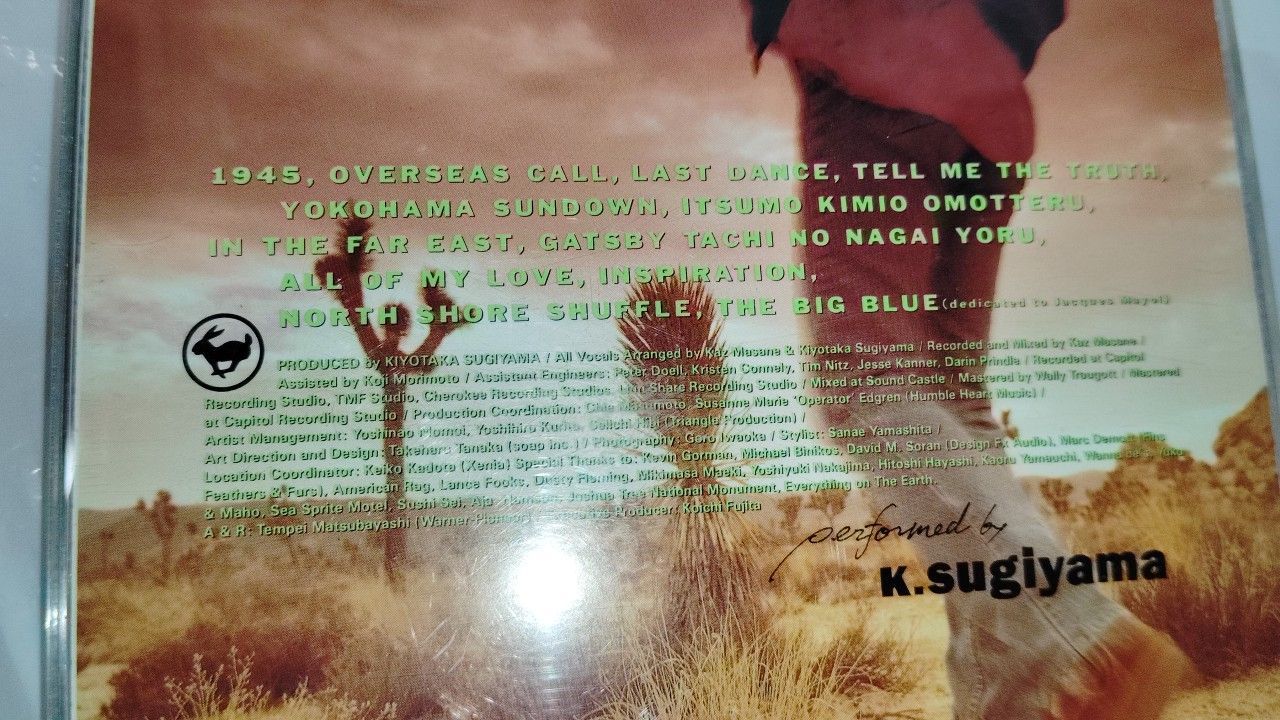 1945, OVERSEAS CALL, LAST DANCE, TELL ME THE TRUTH,
YOKOHAMA SUNDOWN, ITSUMO KIMIO OMOTTERU,
IN THE FAR EAST, GATSBY TACHI NO NAGAI YORU,
ALL OF MY LOVE, INSPIRATION,
NORTH SHORE SHUFFLE, THE BIG BLUE (dedicated to Jacques Mayol)
PRODUCED by KIYOTAKA SUGIYAMA / All Vocals Arranged by Kaz Masane & Kiyotaka Sugiyama / Recorded and Mixed by Kaz Masane /
Assisted by Koji Morimoto / Assistant Engineers: Peter Doell, Kristen Connely, Tim Nitz, Jesse Kanner, Darin Prindle / Recorded at Capitol
Recording Studio, TMF Studio, Cherokee Recording Studios, Share Recording Studio / Mixed at Sound Castle / Mastered by Wally Traugott / Mastered
at Capitol Recording Studio / Production Coordination: Susanne Marie 'Operator' Edgren (Humble Heart Music) /
Artist Management: Yoshinao Yoshihiro (Triangle Production) /
Art Direction and Design: Takeharu Tanaka (soap inc.) / Photography: Goro Iwaoka / Stylist: Sanae Yamashita /
Location Coordinator: Keiko Kadota (Xenia) Special Thanks to: Kevin Gorman, Michael Binikos, David M. Soran (Design Fx Audio), Marc
Feathers & Furs), American Rag, Lance Fooks, Dusty Fleming, Mikimasa Maeki, Yoshiyuki Nakajima, Hitoshi Hayashi, Kaoru Yamauchi,
& Maho, Sea Sprite Motel, Sushi Sei, Joshua Tree National Monument, Everything on The Earth.
A & R: Tempei Matsubayashi (Warner Pioneer) / Executive Producer: Koichi Fujita
performed by
K.sugiyama